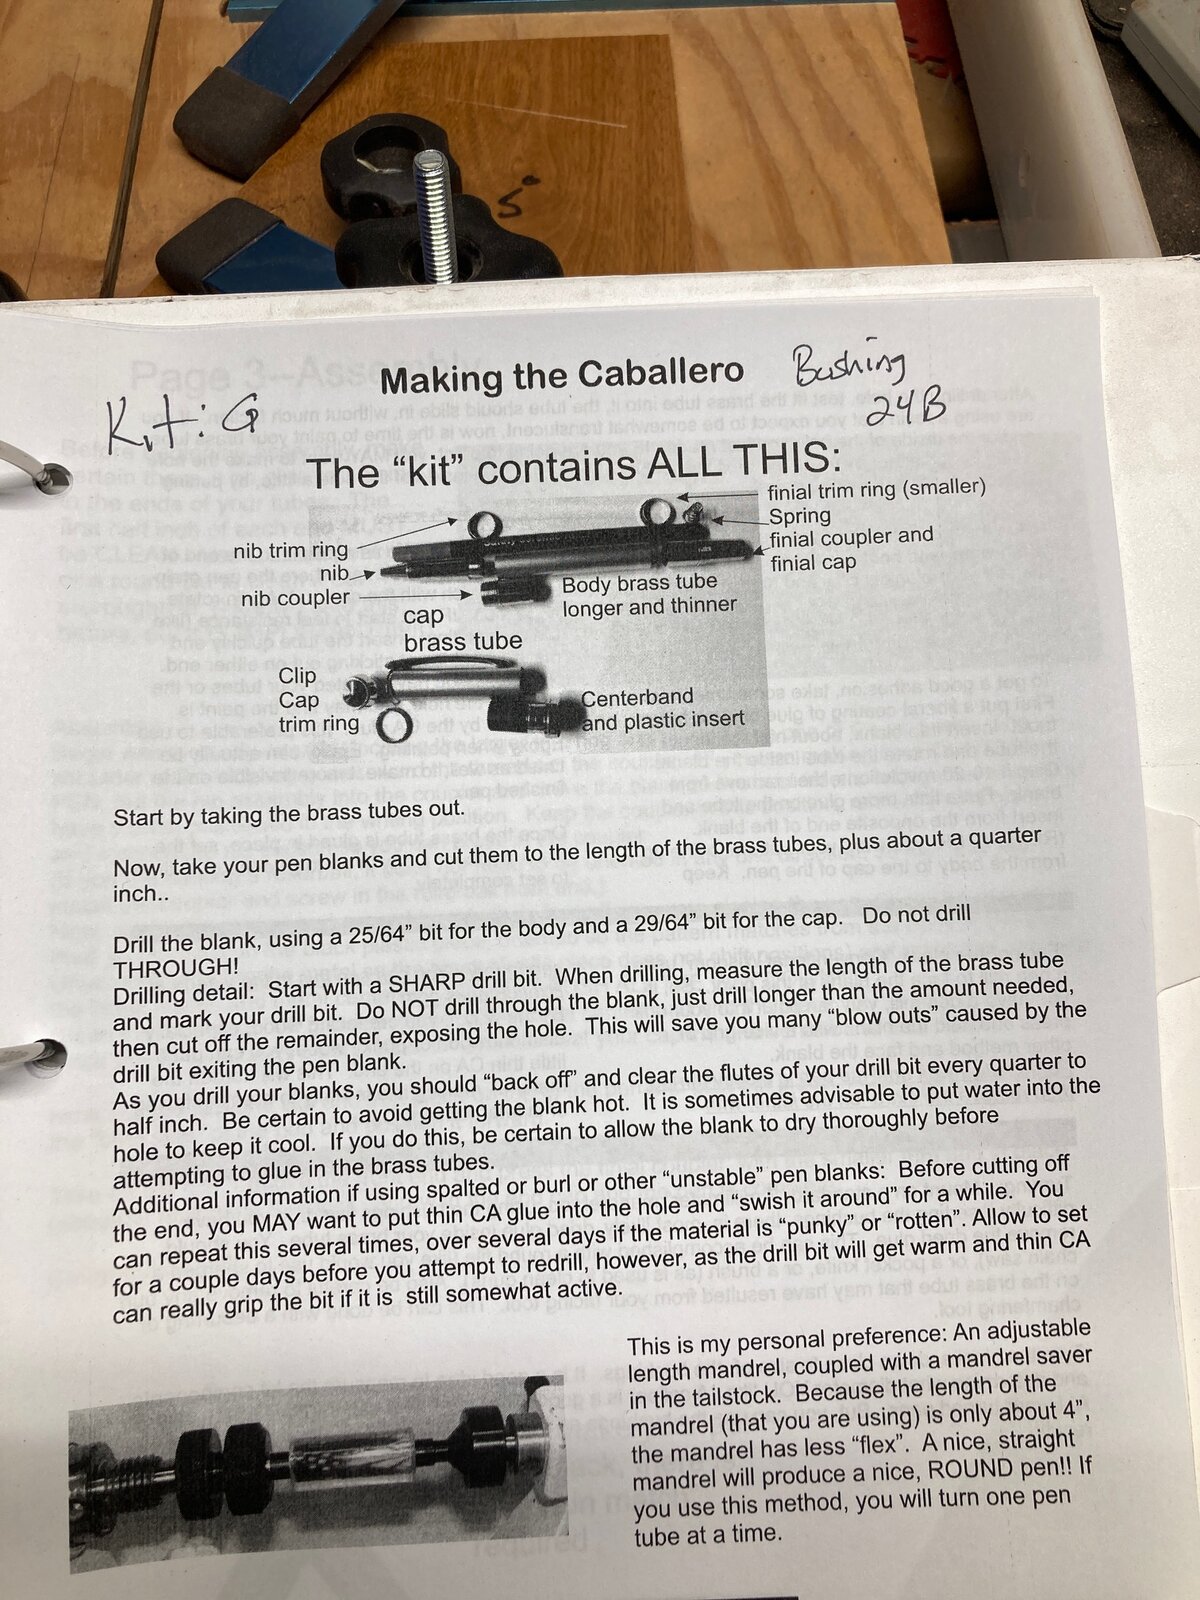 5°
Making the Caballero
Bushing
24B
Kit: G
The “kit” contains ALL THIS:
finial trim ring (smaller)
Spring
finial coupler and
finial cap
nib trim ring
nib
nib coupler
Body brass tube
longer and thinner
cap
brass tube
Clip
Cap
trim ring
Centerband
and plastic insert
Start by taking the brass tubes out.
Now, take your pen blanks and cut them to the length of the brass tubes, plus about a quarter
inch..
Drill the blank, using a 25/64” bit for the body and a 29/64” bit for the cap. Do not drill
THROUGH!
Drilling detail: Start with a SHARP drill bit. When drilling, measure the length of the brass tube
and mark your drill bit. Do NOT drill through the blank, just drill longer than the amount needed,
then cut off the remainder, exposing the hole. This will save you many “blow outs” caused by the
drill bit exiting the pen blank.
As you drill your blanks, you should “back off” and clear the flutes of your drill bit every quarter to
half inch. Be certain to avoid getting the blank hot. It is sometimes advisable to put water into the
hole to keep it cool. If you do this, be certain to allow the blank to dry thoroughly before
attempting to glue in the brass tubes.
Additional information if using spalted or burl or other “unstable” pen blanks: Before cutting off
the end, you MAY want to put thin CA glue into the hole and “swish it around” for a while. You
can repeat this several times, over several days if the material is “punky” or “rotten”. Allow to set
for a couple days before you attempt to redrill, however, as the drill bit will get warm and thin CA
can really grip the bit if it is still somewhat active.
This is my personal preference: An adjustable
length mandrel, coupled with a mandrel saver
in the tailstock. Because the length of the
mandrel (that you are using) is only about 4”,
the mandrel has less “flex”. A nice, straight
mandrel will produce a nice, ROUND pen!! If
you use this method, you will turn one pen
tube at a time.